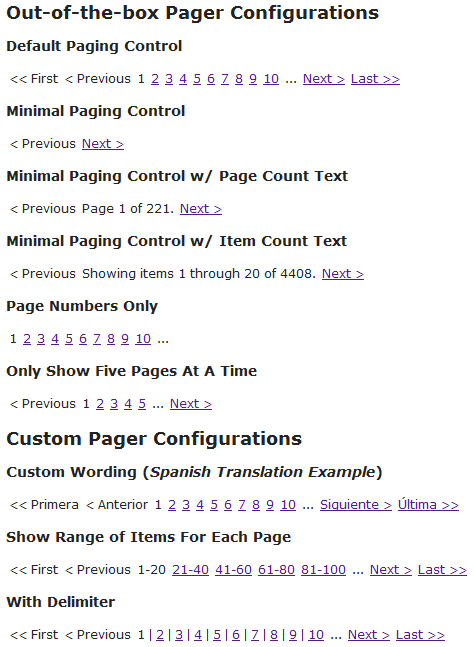 Out-of-the-box Pager Configurations
Default Paging Control
<< First < Previous 1 2 3 4 5 6 7 8 9 10 ... Next > Last >>
Minimal Paging Control
< Previous Next >
Minimal Paging Control w/ Page Count Text
< Previous Page 1 of 221. Next >
Minimal Paging Control w/ Item Count Text
< Previous Showing items 1 through 20 of 4408. Next >
Page Numbers Only
1 2 3 4 5 6 7 8 9 10 ...
Only Show Five Pages At A Time
< Previous 1 2 3 4 5 ... Next >
Custom Pager Configurations
Custom Wording (Spanish Translation Example)
<< Primera < Anterior 1 2 3 4 5 6 7 8 9 10 ... Siguiente > Última >>
Show Range of Items For Each Page
<< First < Previous 1-20 21-40 41-60 61-80 81-100 ... Next > Last >>
With Delimiter
<< First < Previous 1 | 2 | 3 | 4 | 5 | 6 | 7 | 8 | 9 | 10 ... Next > Last >>